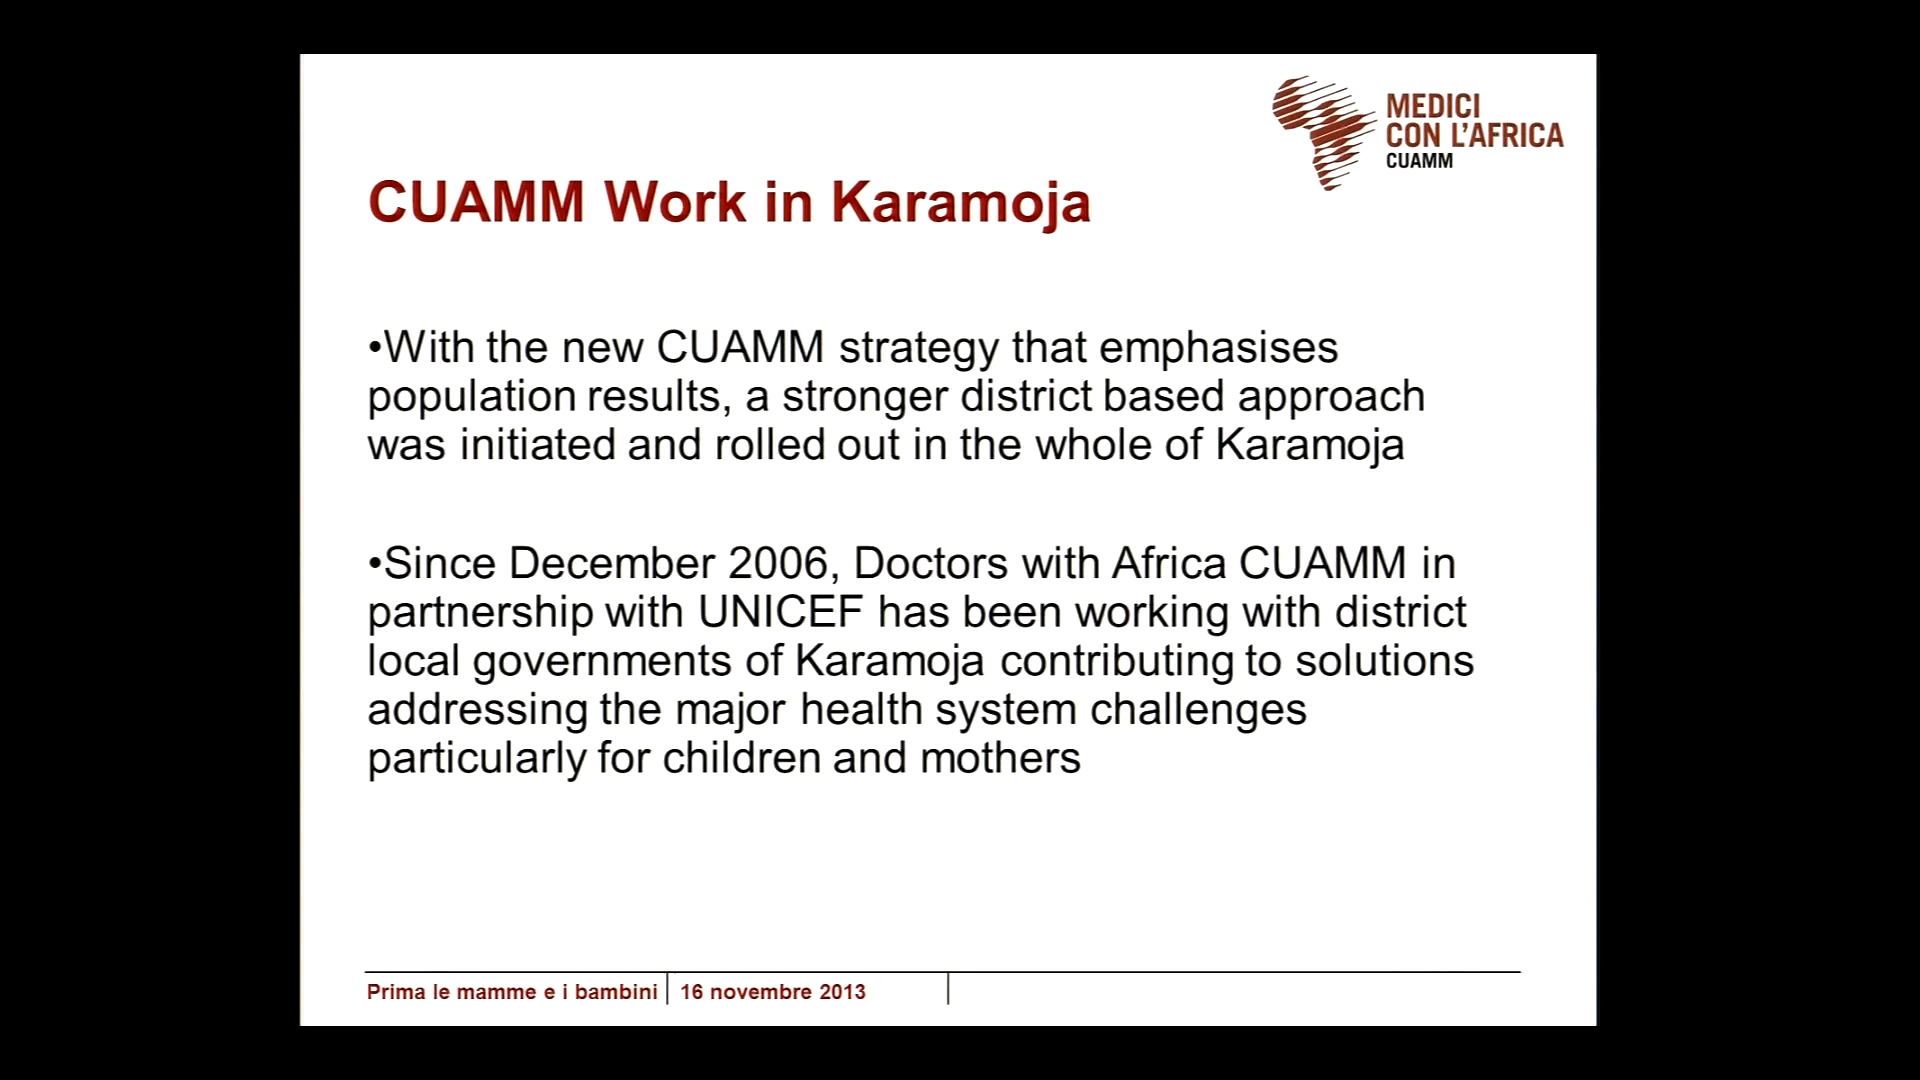 MEDICI
CON L'AFRICA
CUAMM
CUAMM Work in Karamoja
•With the new CUAMM strategy that emphasises
population results, a stronger district based approach
was initiated and rolled out in the whole of Karamoja
•Since December 2006, Doctors with Africa CUAMM in
partnership with UNICEF has been working with district
local governments of Karamoja contributing to solutions
addressing the major health system challenges
particularly for children and mothers
Prima le mamme e i bambini
16 novembre 2013